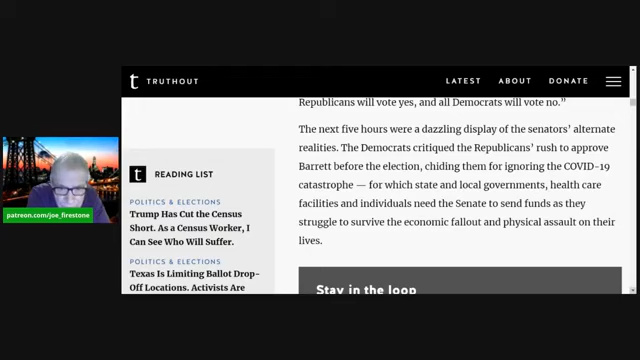 t TRUTHOUT
LATEST ABOUT DONATE
Republicans will vote yes, and all Democrats will vote no.”
The next five hours were a dazzling display of the senators’ alternate
realities. The Democrats critiqued the Republicans’ rush to approve
Barrett before the election, chiding them for ignoring the COVID-19
catastrophe — for which state and local governments, health care
facilities and individuals need the Senate to send funds as they
struggle to survive the economic fallout and physical assault on their
lives.
Stay in the loop
t READING LIST
POLITICS & ELECTIONS
Trump Has Cut the Census
Short. As a Census Worker, I
Can See Who Will Suffer.
POLITICS & ELECTIONS
Texas Is Limiting Ballot Drop-
Off Locations. Activists Are
patreon.com/joe_firestone